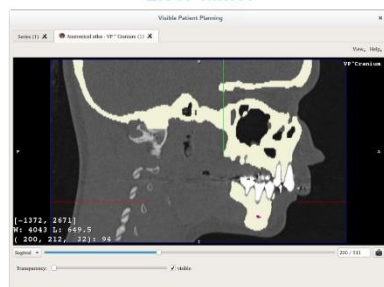 Visible Patient Planning
Series (1)
Anatomical atlas - VP^Cranium (1)
View, Help,
VP^Cranium
[-1372, 2671]
W: 4043 L: 649.5
( 200, 212, 32): 94
Sagittal
Transparency:
visible